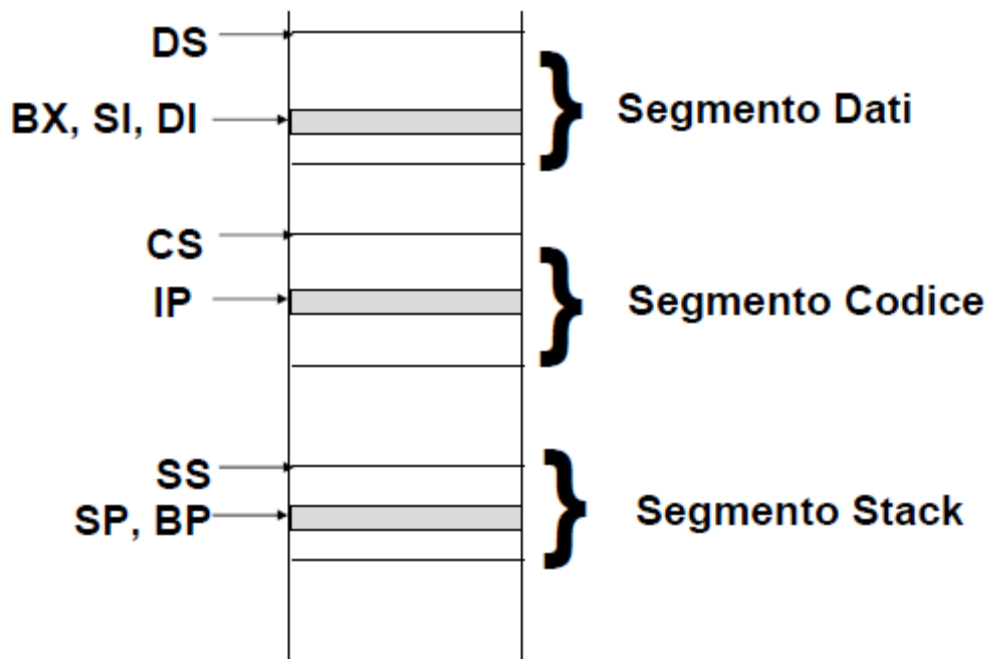 DS
BX, SI, DI
Segmento Dati
CS
IP
Segmento Codice
SS
SP, BP
Segmento Stack